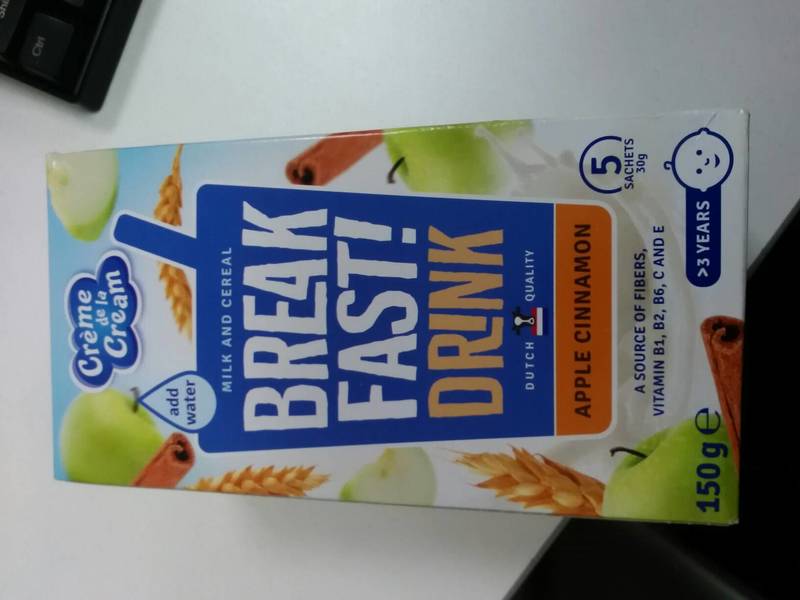 Crème
de la
Cream
add
water
MILK AND CEREAL
BREAK
FAST!
DRINK
DUTCH QUALITY
APPLE CINNAMON
A SOURCE OF FIBERS,
VITAMIN B1, B2, B6, C AND E
5
SACHETS
30g
>3 YEARS
150g e
Ctrl